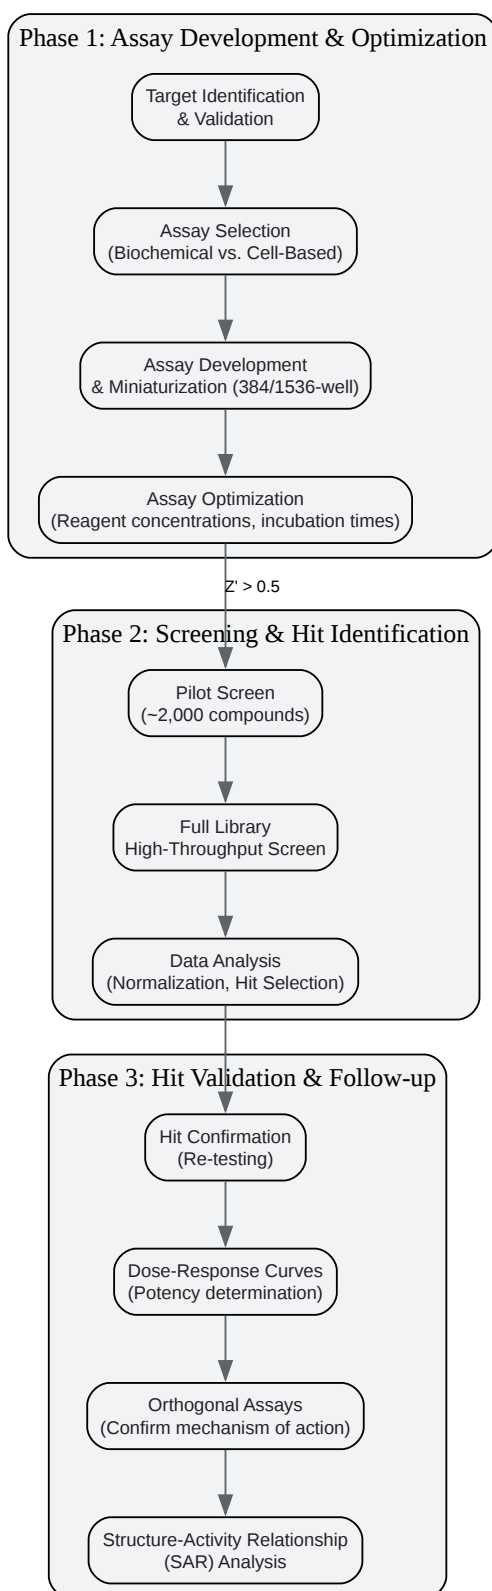 Phase 1: Assay Development & Optimization
Target Identification
& Validation
Assay Selection
(Biochemical vs. Cell-Based)
Assay Development
& Miniaturization (384/1536-well)
Assay Optimization
(Reagent concentrations, incubation times)
Z' > 0.5
Phase 2: Screening & Hit Identification
Pilot Screen
(~2,000 compounds)
Full Library
High-Throughput Screen
Data Analysis
(Normalization, Hit Selection)
Phase 3: Hit Validation & Follow-up
Hit Confirmation
(Re-testing)
Dose-Response Curves
(Potency determination)
Orthogonal Assays
(Confirm mechanism of action)
Structure-Activity Relationship
(SAR) Analysis